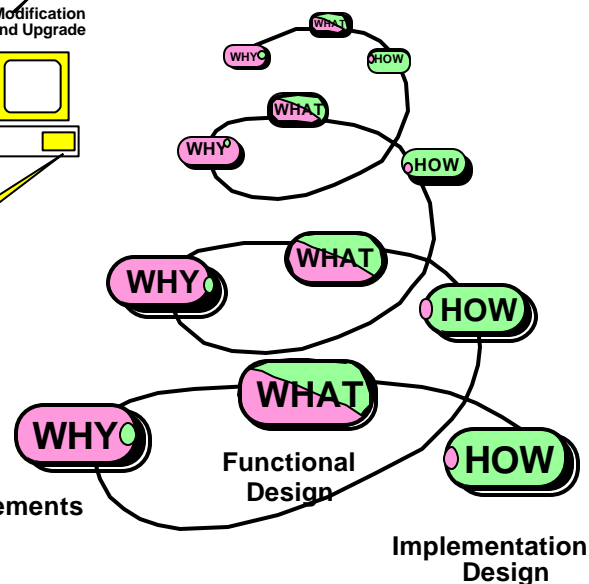 Modification
nd Upgrade
WHAT
WHY
HOW
WHAT
WHY
HOW
WHAT
WHY
HOW
WHAT
WHY
HOW
Functional
Design
ements
Implementation
Design